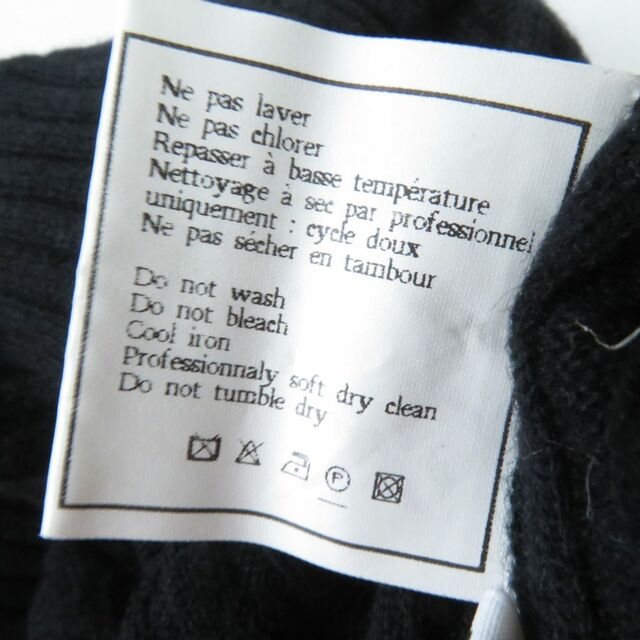 Ne pas laver
Ne pas chlorer
Repasser à basse température
Nettoyage à sec par professionnel
uniquement : cycle doux
Ne pas sécher en tambour
Do not wash
Do not bleach
Cool iron
Professionnaly soft dry clean
Do not tumble dry
P